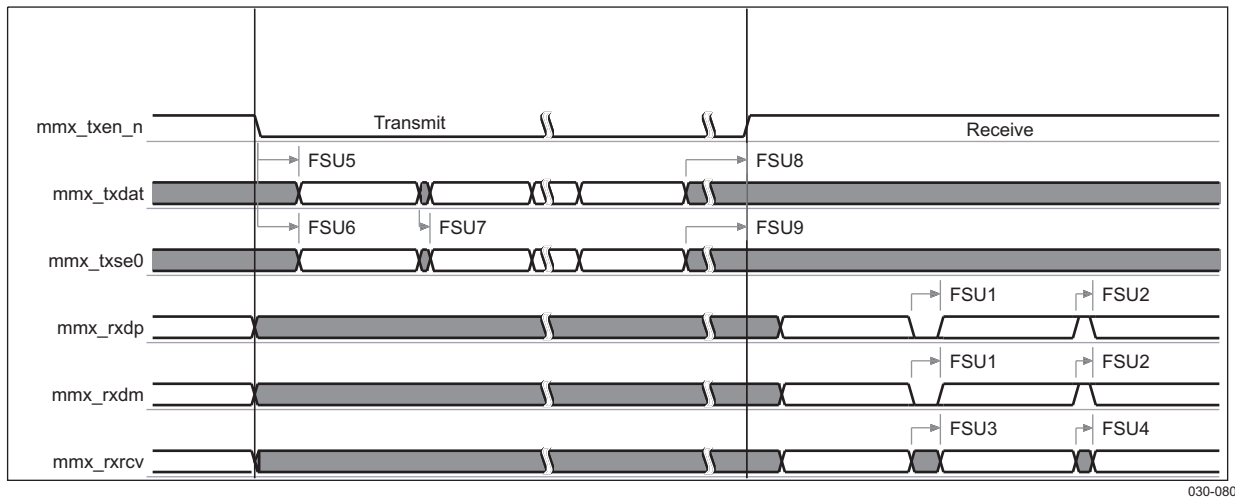 mmx_txen_n
Transmit
Receive
FSU5
FSU8
mmx_txdat
FSU6
FSU7
FSU9
mmx_txse0
FSU1
FSU2
mmx_rxdp
FSU1
FSU2
mmx_rxdm
FSU3
FSU4
mmx_rxrcv
030-080